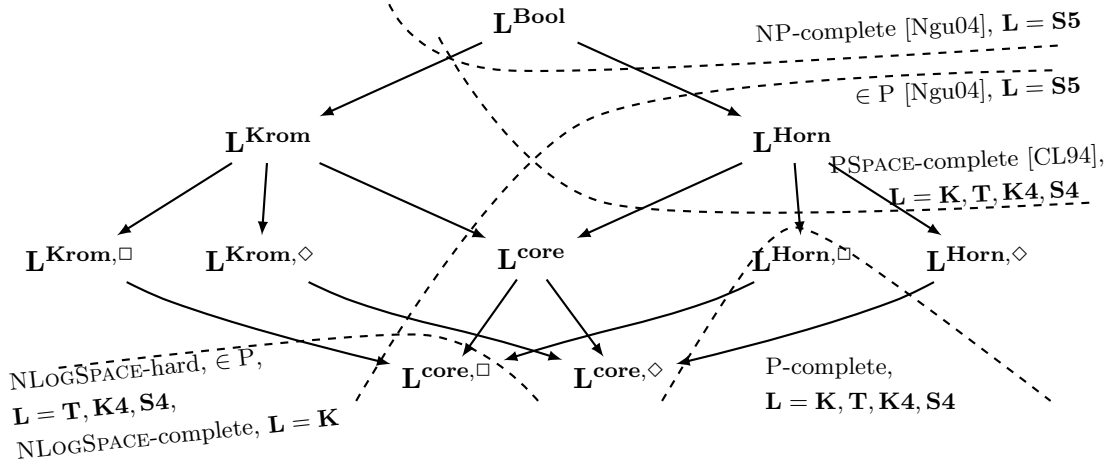 L^Bool
NP-complete [Ngu04], L = S5
∈ P [Ngu04], L = S5
L^Krom
L^Horn
PSPACE-complete [CL94],
L = K, T, K4, S4
L^Krom,□
L^Krom,◇
L^core
L^Horn,□
L^Horn,◇
NLOGSPACE-hard, ∈ P,
L = T, K4, S4,
NLOGSPACE-complete, L = K
L^core,□
L^core,◇
P-complete,
L = K, T, K4, S4